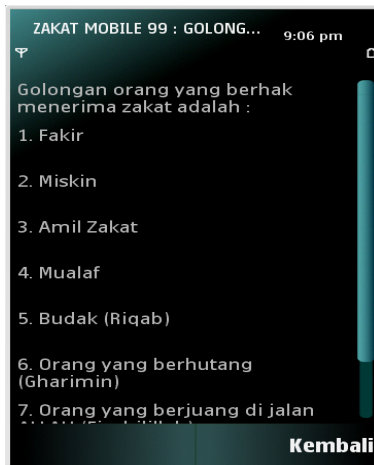 ZAKAT MOBILE 99 : GOLONG...
9:06 pm
Golongan orang yang berhak
menerima zakat adalah :
1. Fakir
2. Miskin
3. Amil Zakat
4. Mualaf
5. Budak (Riqab)
6. Orang yang berhutang
(Gharimin)
7. Orang yang berjuang di jalan
Kembali